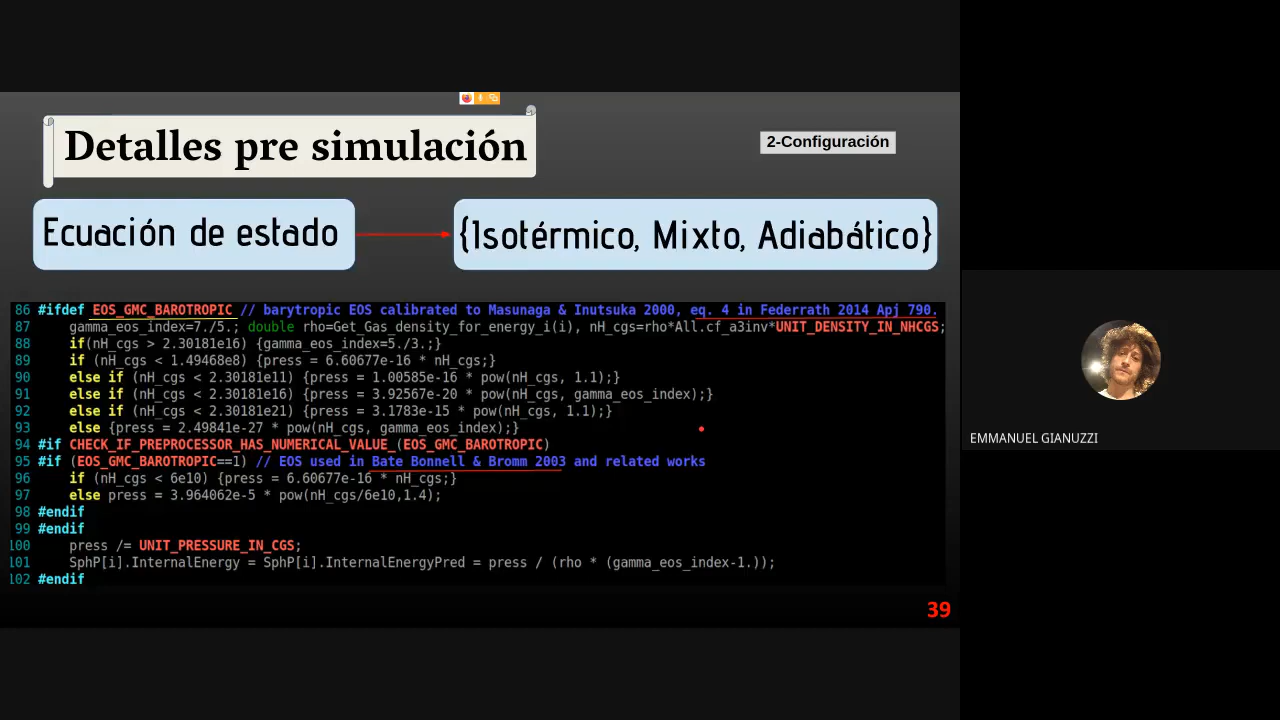 Detalles pre simulación
2-Configuración
Ecuación de estado
{Isotérmico, Mixto, Adiabático}
86 #ifdef EOS_GMC_BAROTROPIC // barytropic EOS calibrated to Masunaga & Inutsuka 2000, eq. 4 in Federrath 2014 Apj 790.
87 gamma_eos_index=7./5.; double rho=Get_Gas_density_for_energy_i(i), nH_cgs=rho*All.cf_a3inv*UNIT_DENSITY_IN_NHCGS;
88 if(nH_cgs > 2.30181e16) {gamma_eos_index=5./3.;}
89 if (nH_cgs < 1.49468e8) {press = 6.60677e-16 * nH_cgs;}
90 else if (nH_cgs < 2.30181e11) {press = 1.00585e-16 * pow(nH_cgs, 1.1);}
91 else if (nH_cgs < 2.30181e16) {press = 3.92567e-20 * pow(nH_cgs, gamma_eos_index);}
92 else if (nH_cgs < 2.30181e21) {press = 3.1783e-15 * pow(nH_cgs, 1.1);}
93 else {press = 2.49841e-27 * pow(nH_cgs, gamma_eos_index);}
94 #if CHECK_IF_PREPROCESSOR_HAS_NUMERICAL_VALUE_(EOS_GMC_BAROTROPIC)
95 #if (EOS_GMC_BAROTROPIC==1) // EOS used in Bate Bonnell & Bromm 2003 and related works
96 if (nH_cgs < 6e10) {press = 6.60677e-16 * nH_cgs;}
97 else press = 3.964062e-5 * pow(nH_cgs/6e10,1.4);
98 #endif
99 #endif
100 press /= UNIT_PRESSURE_IN_CGS;
101 SphP[i].InternalEnergy = SphP[i].InternalEnergyPred = press / (rho * (gamma_eos_index-1.));
102 #endif
39
EMMANUEL GIANUZZI